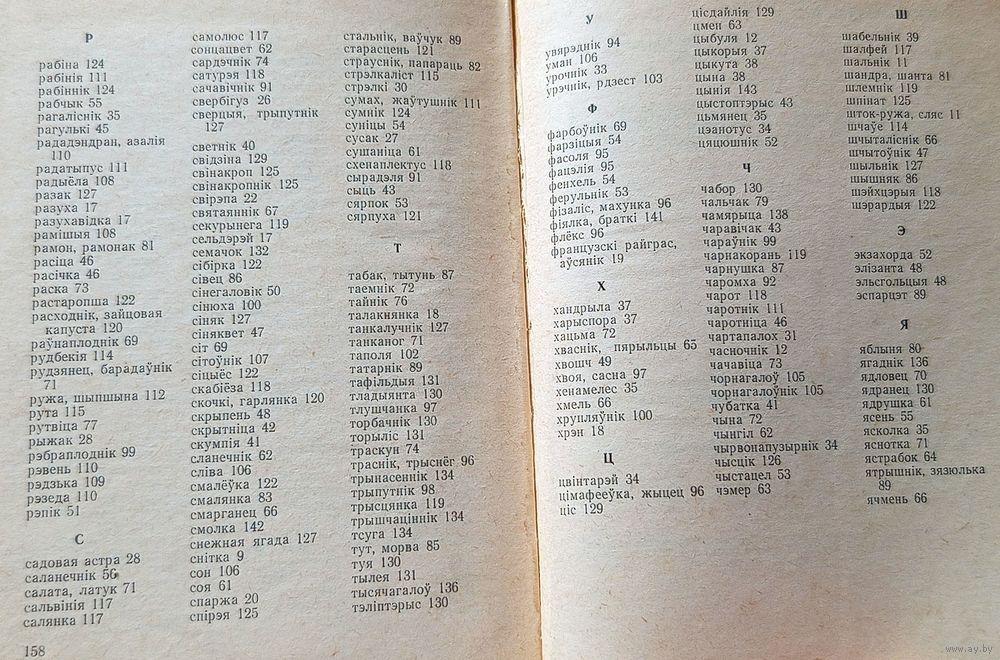 Р
рабіна 124
рабінія 111
рабіннік 124
рабчык 55
рагаліснік 35
рагулькі 45
рададэндран, азалія
110
радатыпус 111
радыёла 108
разак 127
разуха 17
разухавідка 17
рамішыя 108
рамон, рамонак 81
расіца 46
расічка 46
раска 73
растаропша 122
расходнік, зайцовая
капуста 120
раўнаплоднік 69
рудбекія 114
рудзянец, барадаўнік
71
ружа, шыпшына 112
рута 115
рутвіца 77
рыжак 28
рэбраплоднік 99
рэвень 110
рэдзька 109
рэзеда 110
рэпік 51
С
садовая астра 28
саланечнік 56
салата, латук 71
сальвінія 117
салянка 117
158
самолюс 117
сонцацвет 62
сардэчнік 74
сатурэя 118
сачавічнік 91
свербігуз 26
сверцыя, трыпутнік
127
светнік 40
свідзіна 129
свінакроп 125
свінакропнік 125
свірэпа 22
святаяннік 67
секурынега 119
сельдэрэй 17
семачок 132
сібірка 122
сівец 86
сінегаловік 50
сінюха 100
сіняк 127
сініяквет 47
сіт 69
сітоўнік 107
сіцыёс 122
скабіёза 118
скочкі, гарлянка 120
скрыпень 48
скрытніца 42
скумпія 41
сланечнік 62
сліва 106
смалёўка 122
смалянка 83
смарганец 66
смолка 142
снежная ягада 127
снітка 9
сон 106
соя 61
спаржа 20
спірэя 125
стальнік, ваўчук 89
старасцень 121
страуснік, папараць 82
стрэлкаліст 115
стрэлкі 30
сумах, жаўтушнік 111
сумнік 124
суніцы 54
сусак 27
сушаніца 61
схенаплектус 118
сырадэля 91
сыць 43
сярпок 53
сярпуха 121
Т
табак, тытунь 87
таемнік 72
тайнік 76
талакнянка 18
танкалучнік 127
танканог 71
таполя 102
татарнік 89
тафільдыя 131
тладыянта 130
тлушчанка 97
торбачнік 130
торыліс 131
траскун 74
траснік, трыснёг 96
трынасеннік 134
трыпутнік 98
трысцянка 119
трышчаціннік 134
тсуга 134
тут, морва 85
туя 130
тылея 131
тысячагалоў 136
тэліптэрыс 130
У
увярэднік 94
уман 106
урочнік 33
урэчнік, рдзест 103
Ф
фарбоўнік 69
фарзіцыя 54
фасоля 95
фацэлія 95
фенхель 54
ферульнік 53
фізаліс, махунка 96
фіялка, браткі 141
флёкс 96
французскі райграс,
аўсянік 19
Х
хандрыла 37
харыспора 37
хацьма 72
хваснік, пярыльцы 65
хвошч 49
хвоя, сасна 97
хенамелес 35
хмель 66
хрупляўнік 100
хрэн 18
Ц
цвінтарэй 34
цімафееўка, жыцец 96
ціс 129
цісдайлія 129
цмен 63
цыбуля 12
цыкорыя 37
цыкута 38
цына 38
цынія 143
цыстоптэрыс 43
цьмянец 35
цэанотус 34
цяцюшнік 52
Ч
чабор 130
чальчак 79
чамярыца 138
чаравічак 43
чараўнік 99
чарнакорань 119
чарнушка 87
чаромха 92
чарот 118
чаротнік 111
чаротніца 46
чартапалох 31
часночнік 12
чачавіца 73
чорнагалоў 105
чорнагалоўнік 105
чубатка 41
чына 72
чынгіл 62
чырвонапузырнік 34
чысцік 126
чыстацел 53
чэмер 63
Ш
шабельнік 39
шалфей 117
шальнік 11
шандра, шанта 81
шлемнік 119
шпінат 125
шток-ружа, сляс 11
шчаўе 114
шчыталіснік 66
шчытоўнік 47
шыльнік 127
шышняк 86
шэйхцэрыя 118
шэрардыя 122
Э
экзахорда 52
элізанта 48
эльсгольцыя 48
эспарцэт 89
Я
яблыня 80
ягаднік 136
ядловец 70
ядранец 130
ядрушка 61
ясень 55
ясколка 35
яснотка 71
ястрабок 64
ятрышнік, зязюлька
89
ячмень 66
www.ay.by